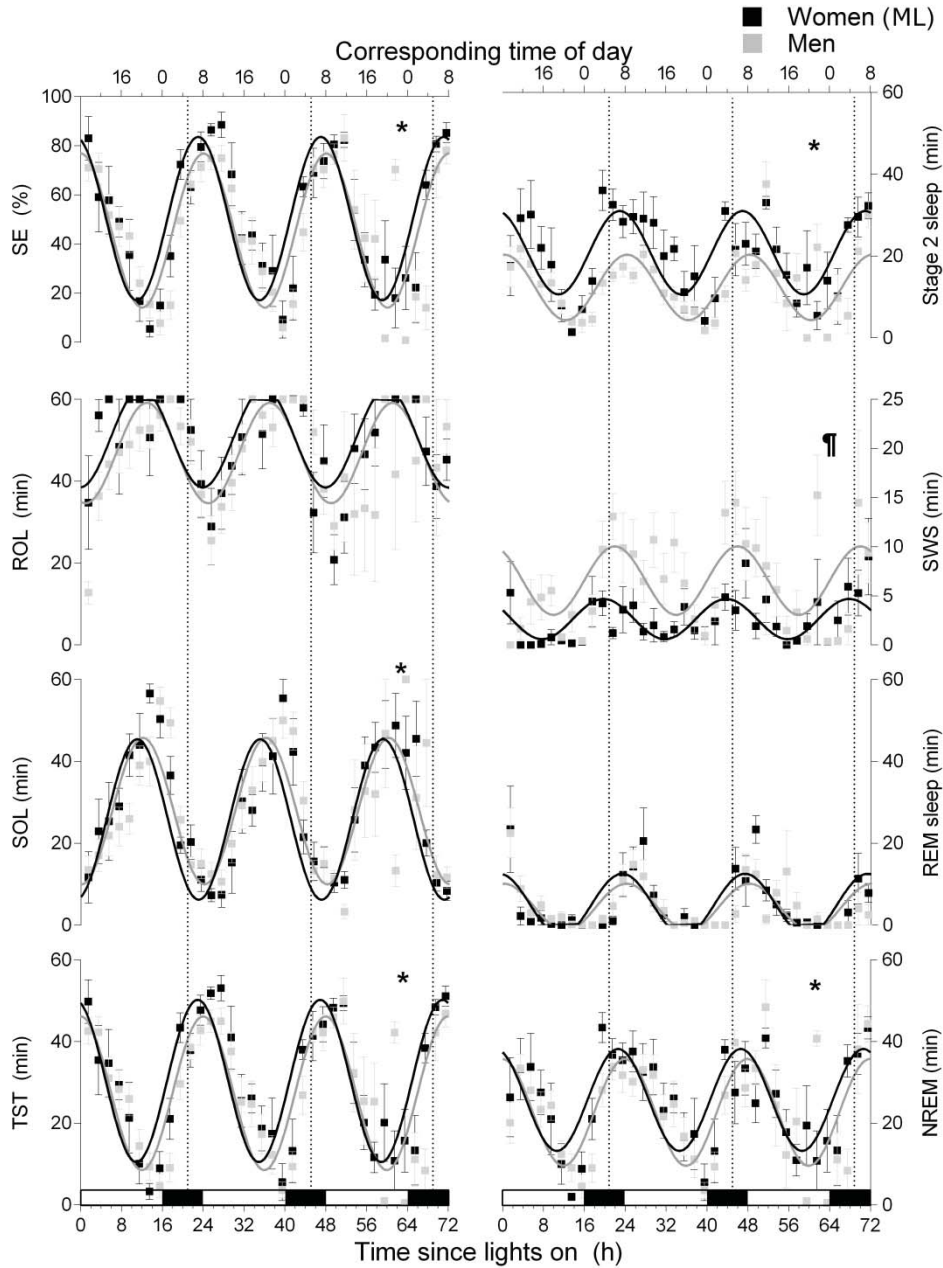 Women (ML)
Men
Corresponding time of day
16 0 8 16 0 8 16 0 8
16 0 8 16 0 8 16 0 8
SE (%)
100
80
60
40
20
0
*
Stage 2 sleep (min)
60
40
20
0
*
ROL (min)
60
40
20
0
SWS (min)
25
20
15
10
5
0
¶
SOL (min)
60
40
20
0
*
REM sleep (min)
60
40
20
0
TST (min)
60
40
20
0
*
NREM (min)
60
40
20
0
*
0 8 16 24 32 40 48 56 64 72
0 8 16 24 32 40 48 56 64 72
Time since lights on (h)